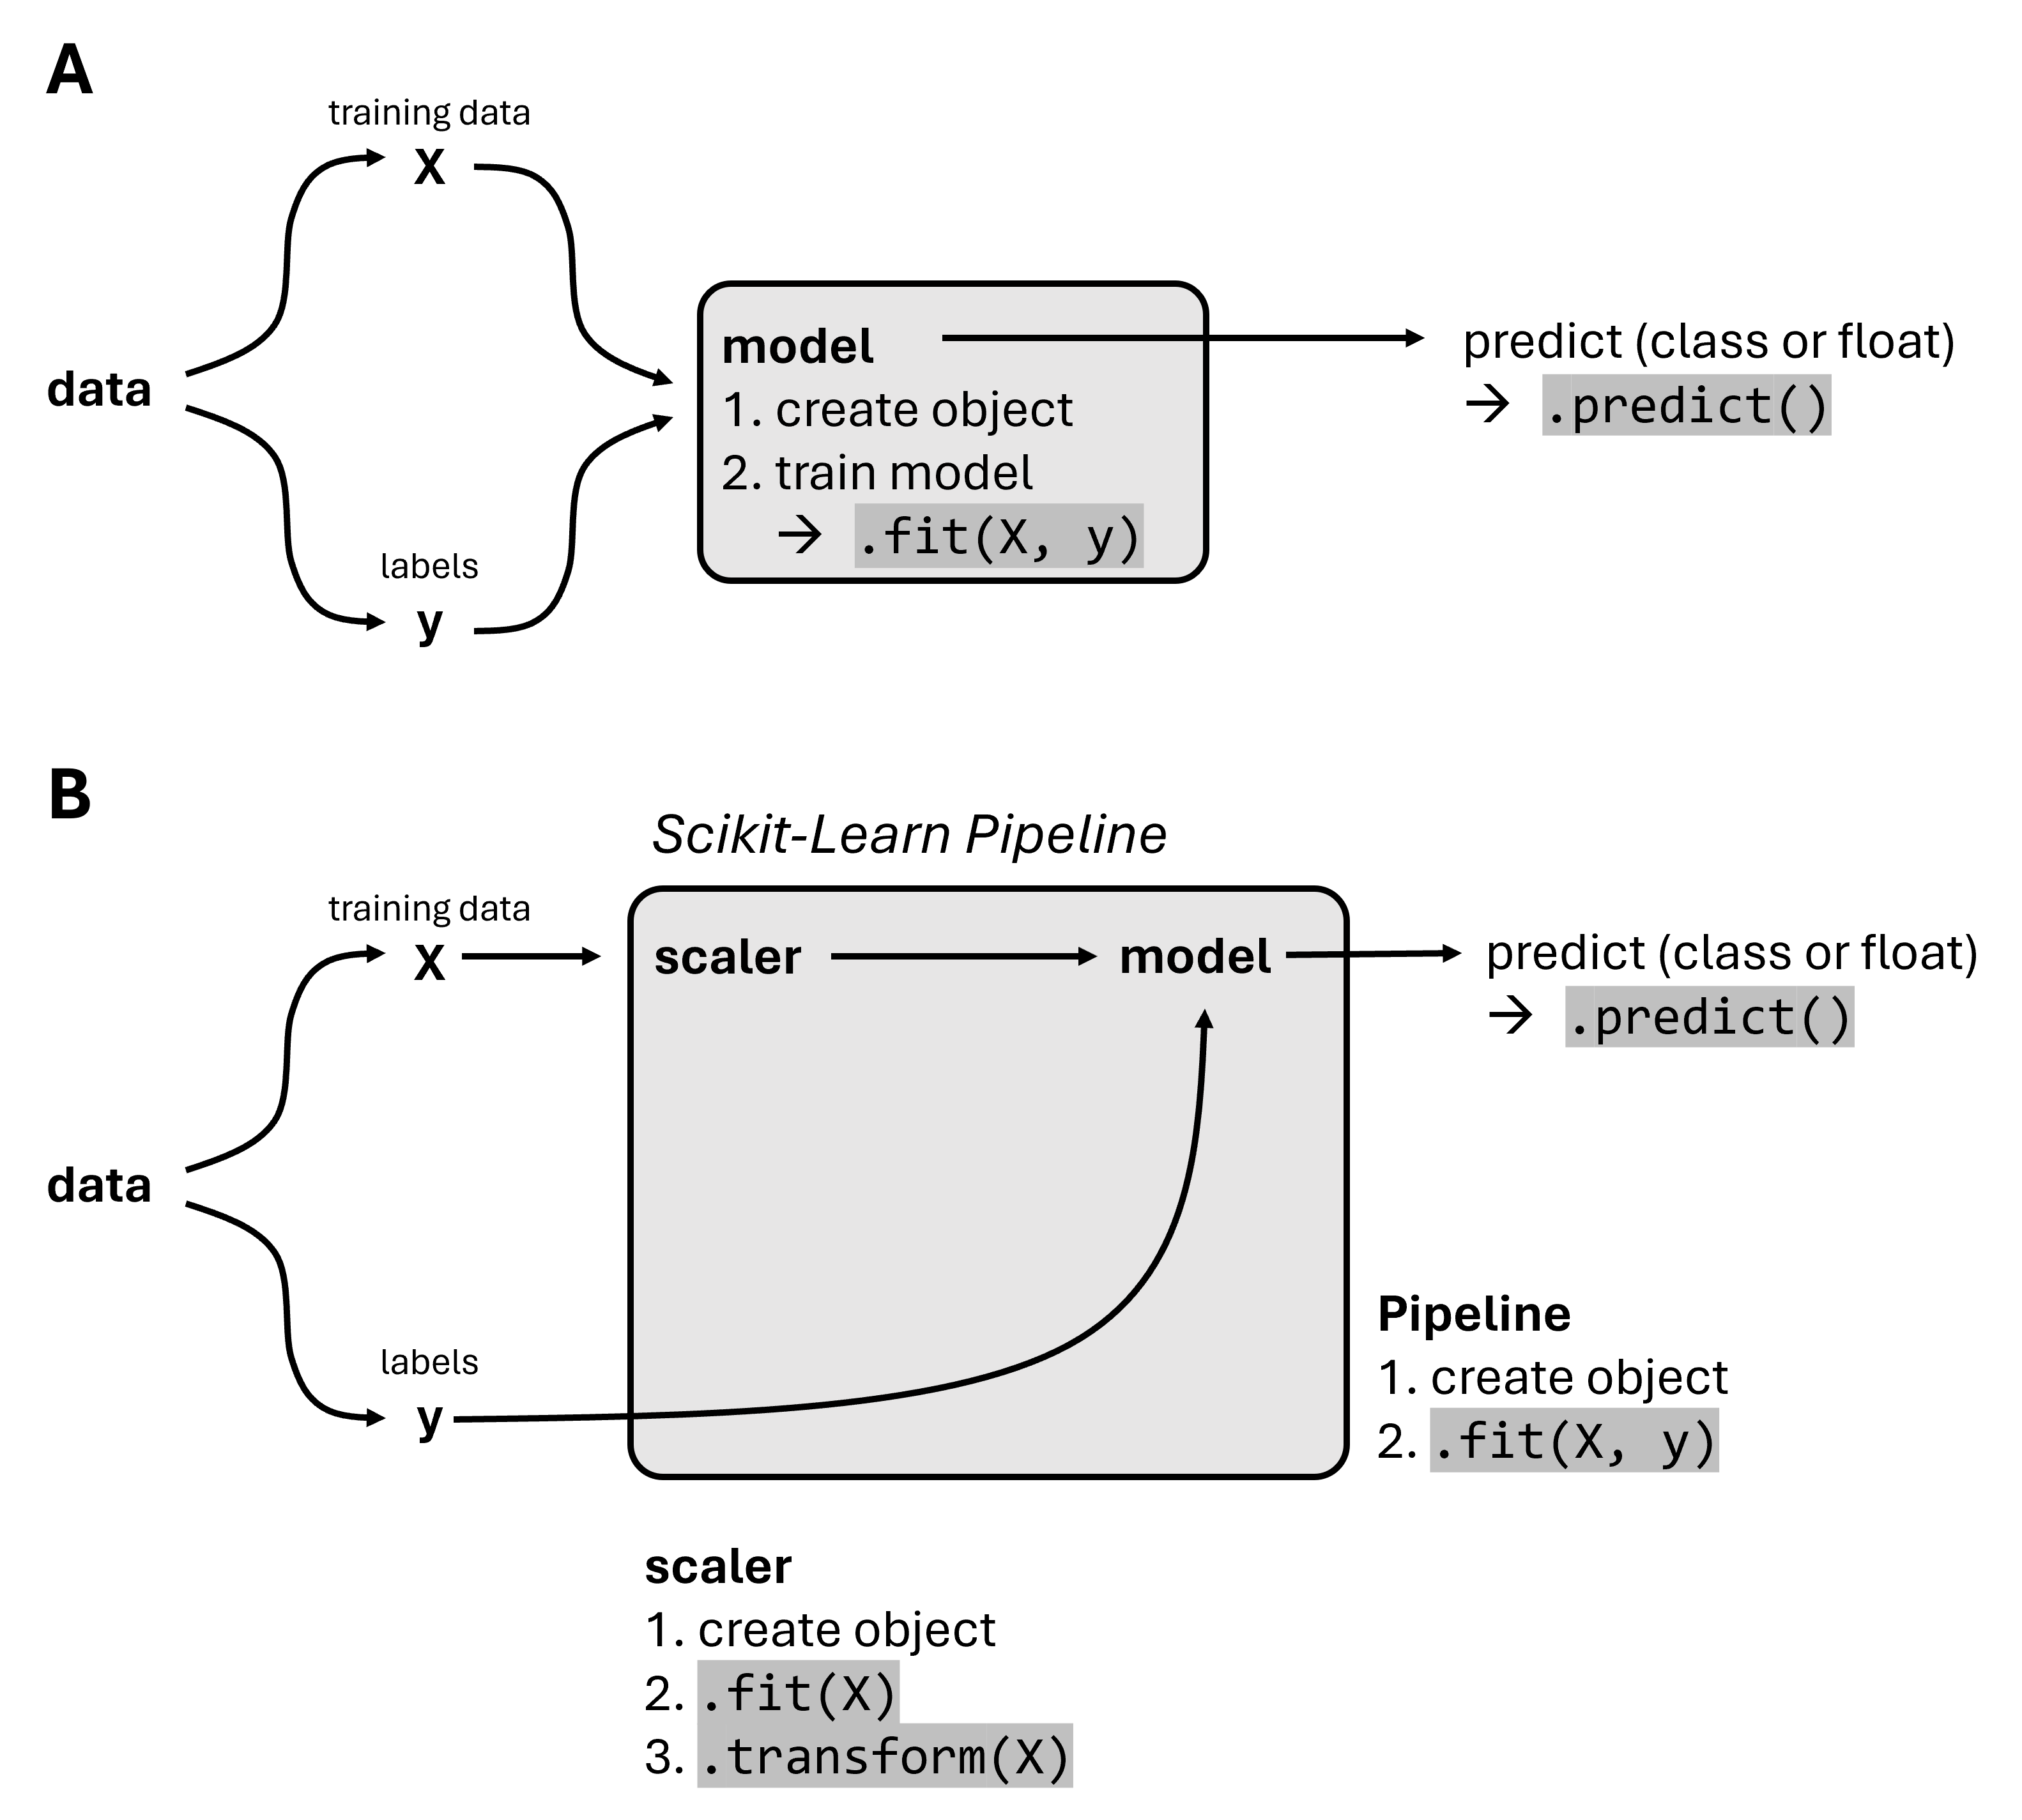 A
training data
X
data
labels
y
model
1. create object
2. train model
→ .fit(X, y)
predict (class or float)
→ .predict()
B
Scikit-Learn Pipeline
training data
X
scaler
model
predict (class or float)
→ .predict()
data
labels
y
Pipeline
1. create object
2. .fit(X, y)
scaler
1. create object
2. .fit(X)
3. .transform(X)